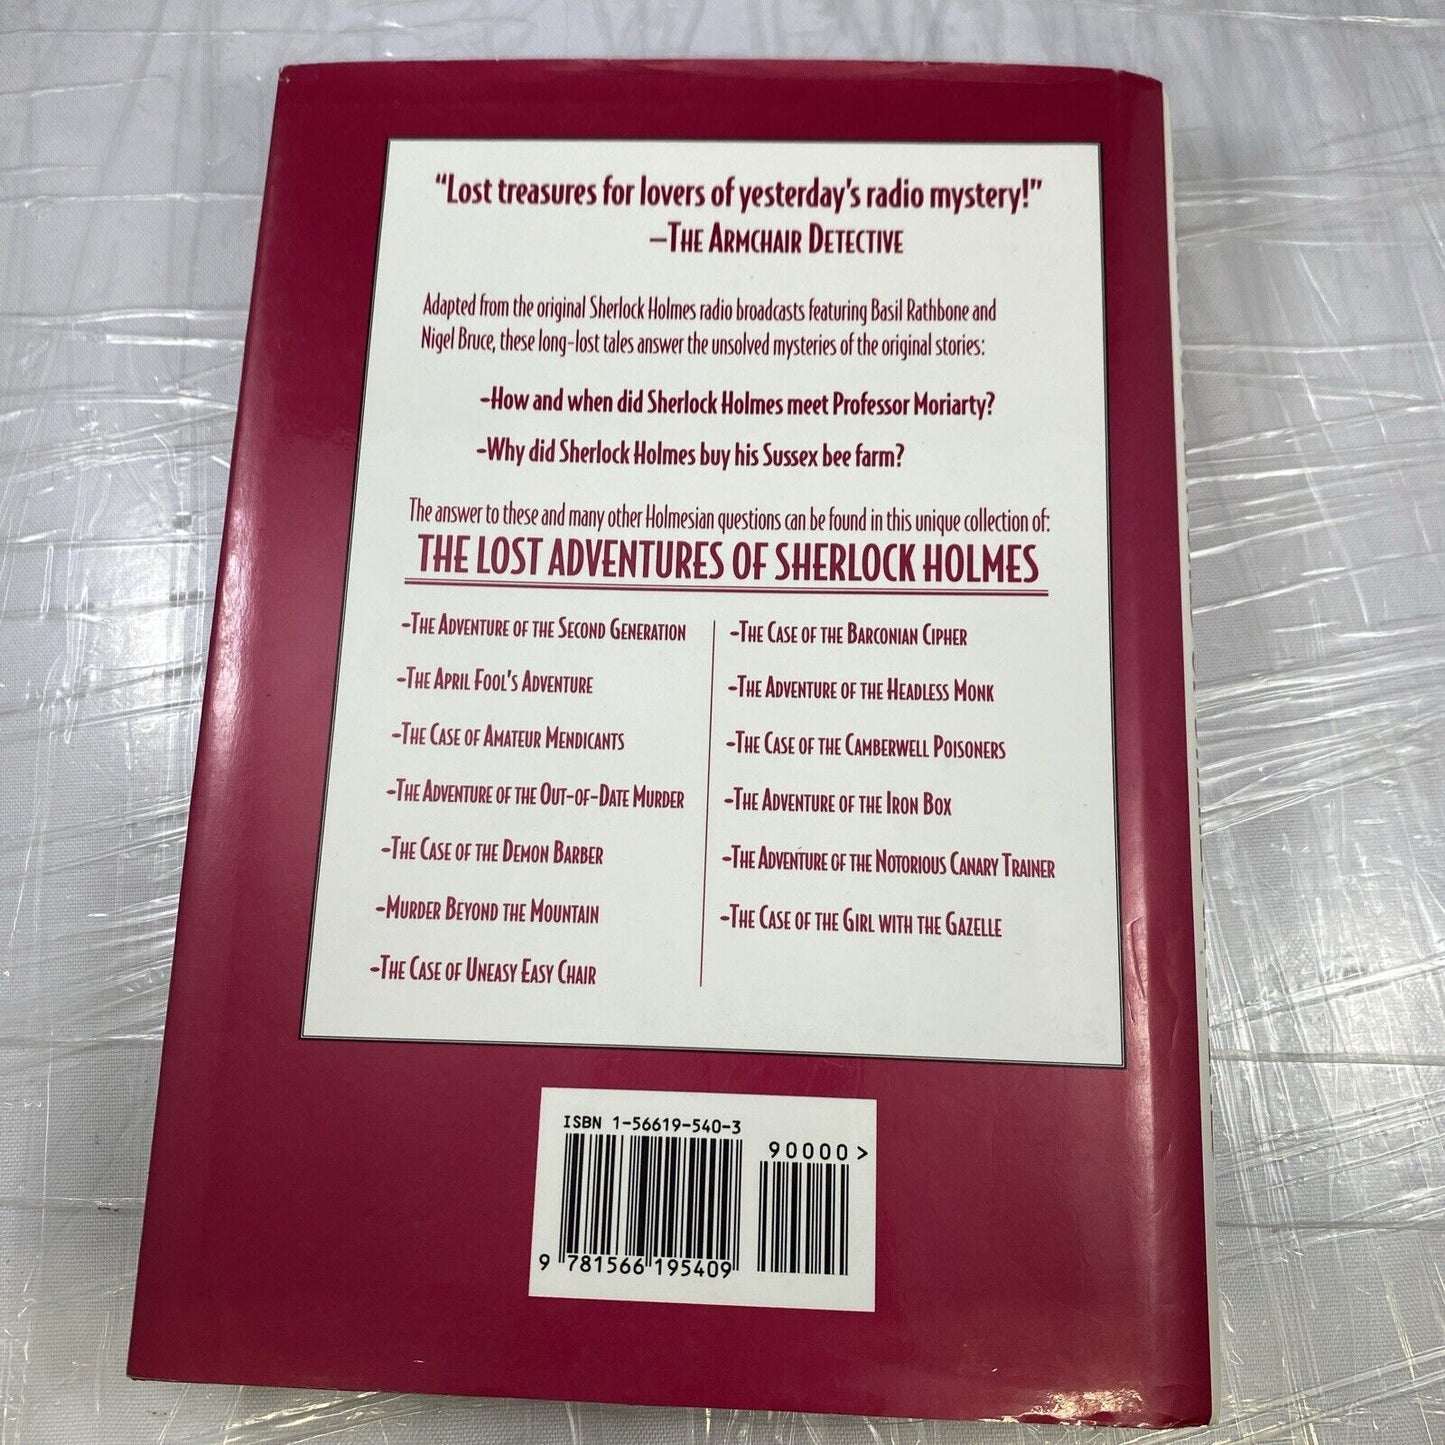 “Lost treasures for lovers of yesterday’s radio mystery!”
–The Armchair Detective
Adapted from the original Sherlock Holmes radio broadcasts featuring Basil Rathbone and
Nigel Bruce, these long-lost tales answer the unsolved mysteries of the original stories:
-How and when did Sherlock Holmes meet Professor Moriarty?
-Why did Sherlock Holmes buy his Sussex bee farm?
The answer to these and many other Holmesian questions can be found in this unique collection of:
THE LOST ADVENTURES OF SHERLOCK HOLMES
-The Adventure of the Second Generation
-The April Fool's Adventure
-The Case of Amateur Mendicants
-The Adventure of the Out-of-Date Murder
-The Case of the Demon Barber
-Murder Beyond the Mountain
-The Case of Uneasy Easy Chair
-The Case of the Barconian Cipher
-The Adventure of the Headless Monk
-The Case of the Camberwell Poisoners
-The Adventure of the Iron Box
-The Adventure of the Notorious Canary Trainer
-The Case of the Girl with the Gazelle
ISBN 1-56619-540-3
90000>
9 781566 195409